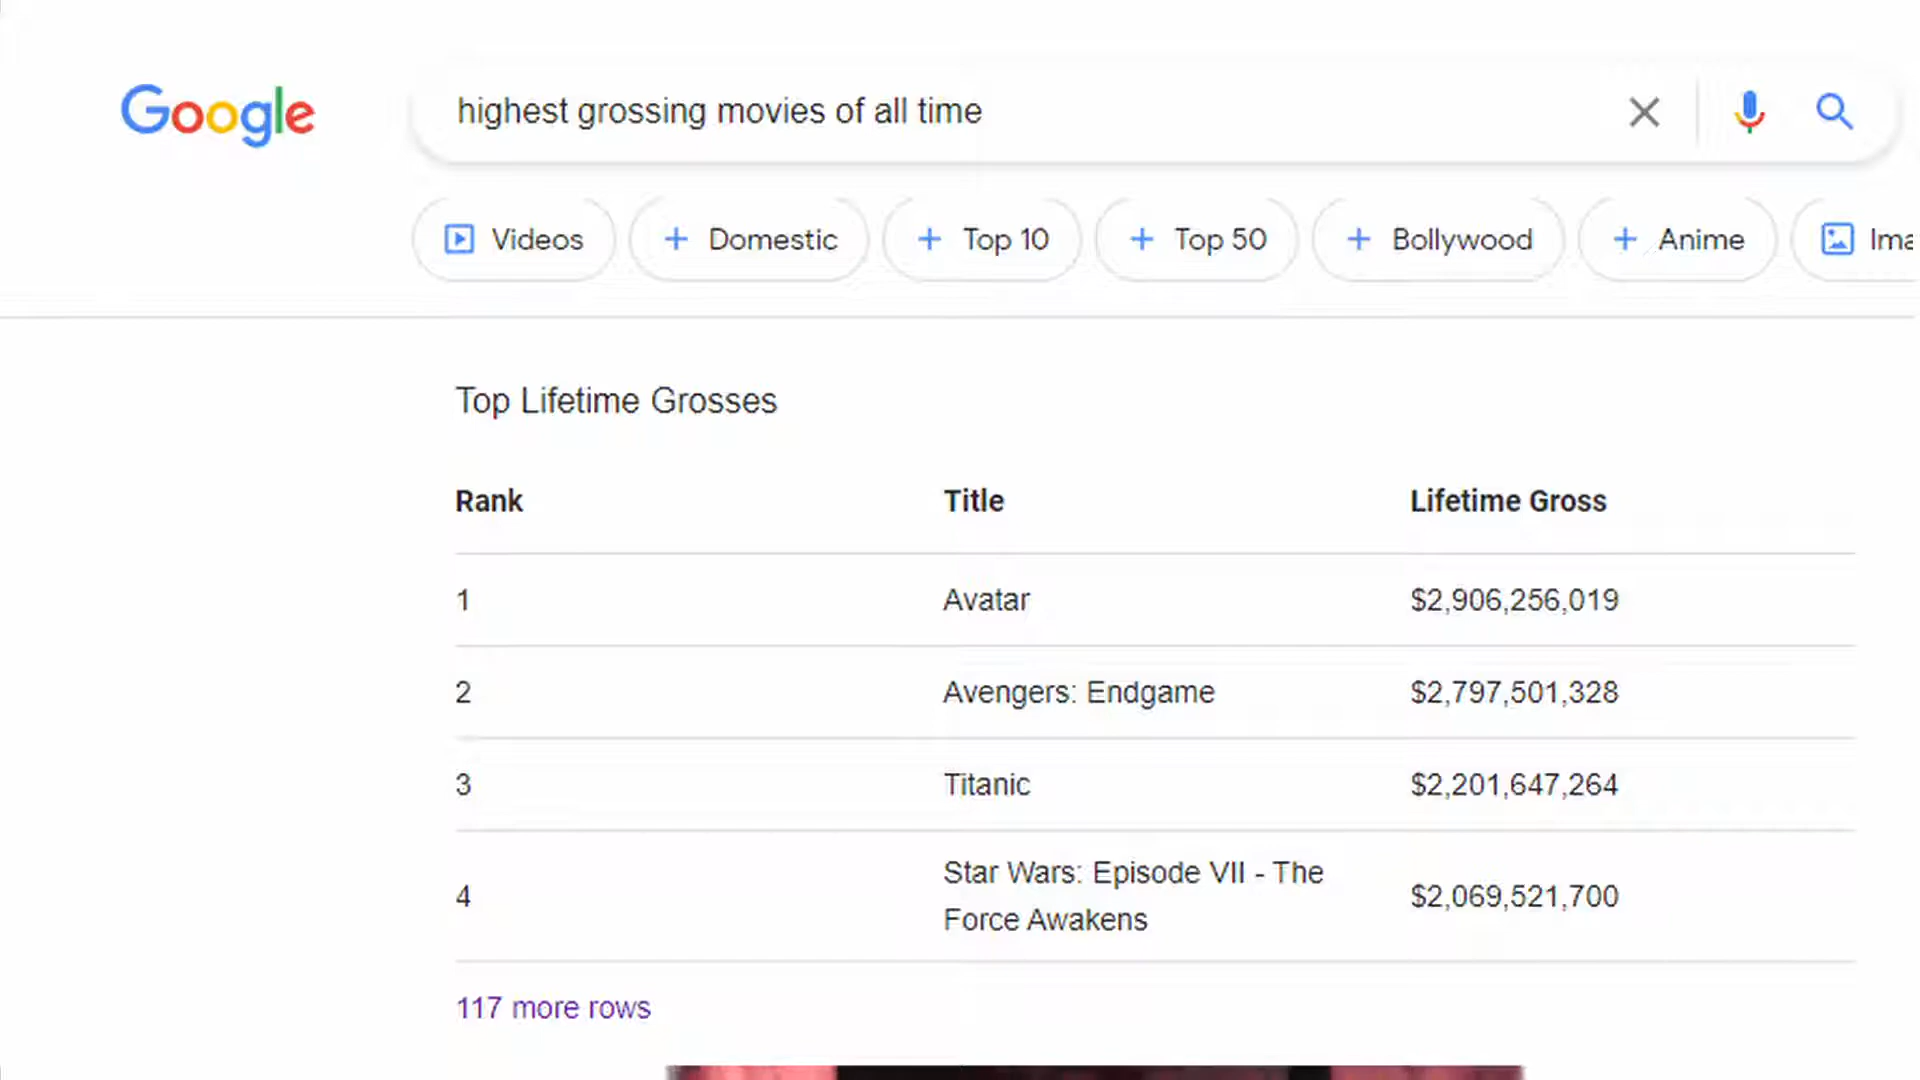 Google
highest grossing movies of all time
Videos
Domestic
Top 10
Top 50
Bollywood
Anime
Top Lifetime Grosses
Rank Title Lifetime Gross
1 Avatar $2,906,256,019
2 Avengers: Endgame $2,797,501,328
3 Titanic $2,201,647,264
4 Star Wars: Episode VII - The
Force Awakens $2,069,521,700
117 more rows